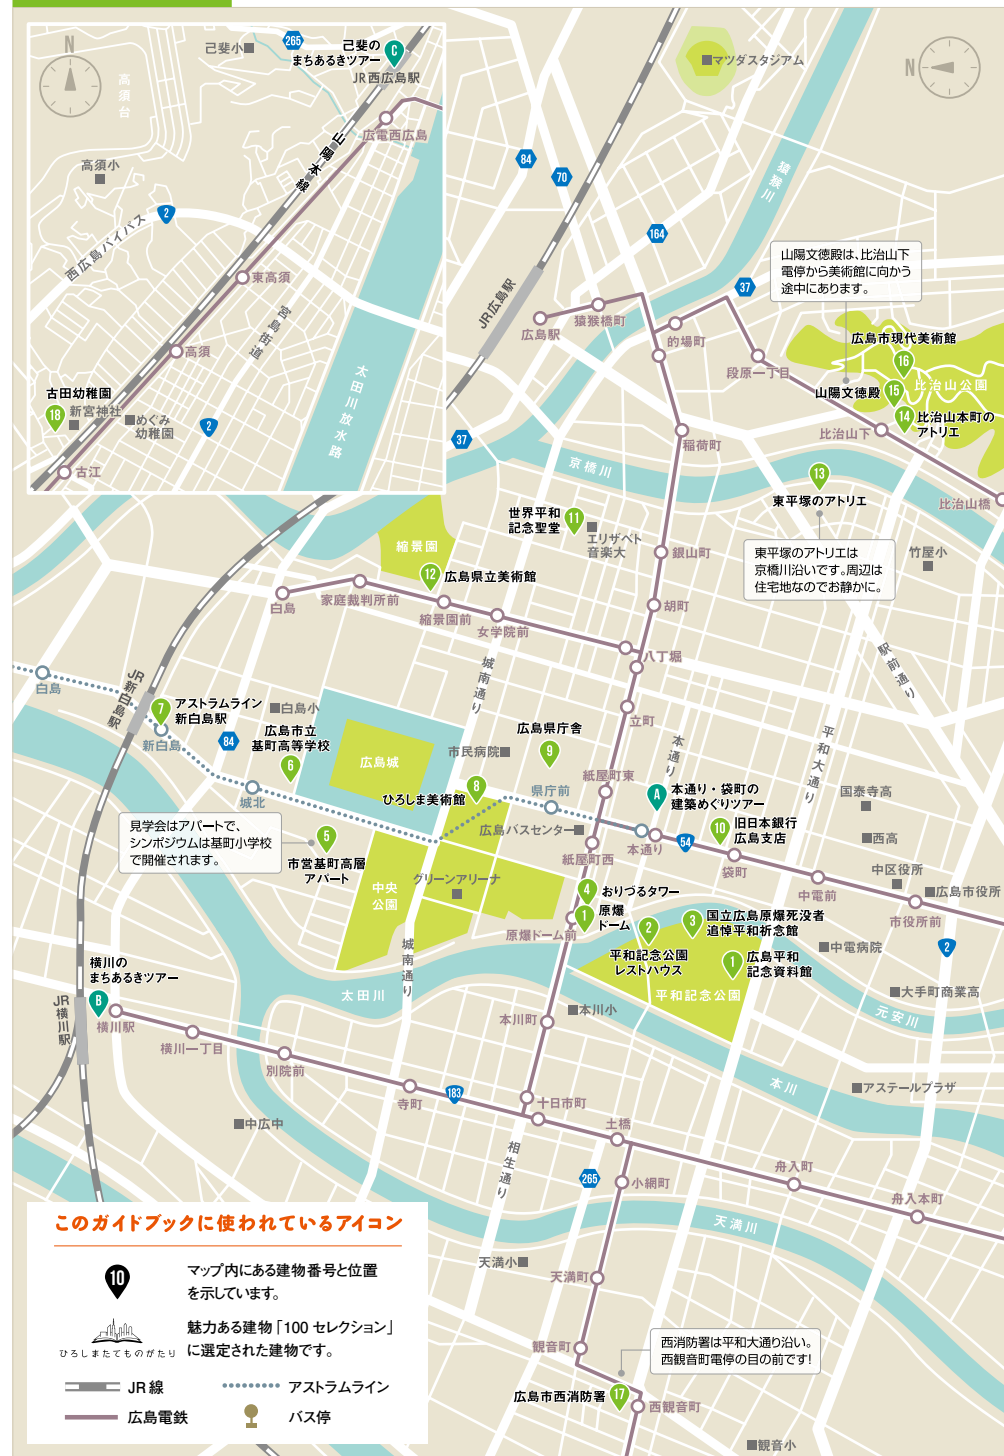 N
己斐小
265
己斐の
まちあるきツアー
C
JR西広島駅
高須台
広電西広島
山陽本線
高須小
2
西広島バイパス
東高須
宮島街道
高須
太田川放水路
古田幼稚園
18
新宮神社
めぐみ
幼稚園
2
古江
マツダスタジアム
N
84
70
猿猴川
164
山陽文徳殿は、比治山下
電停から美術館に向かう
途中にあります。
37
JR広島駅
広島駅
猿猴橋町
的場町
段原一丁目
広島市現代美術館
16
比治山公園
山陽文徳殿
15
14
比治山本町の
アトリエ
比治山下
稲荷町
37
京橋川
13
東平塚のアトリエ
比治山橋
世界平和
記念聖堂
11
エリザベト
音楽大
縮景園
12
広島県立美術館
銀山町
東平塚のアトリエは
京橋川沿いです。周辺は
住宅地なのでお静かに。
竹屋小
白島
家庭裁判所前
縮景園前
女学院前
胡町
八丁堀
駅前通り
白島
JR新白島駅
7
アストラムライン
新白島駅
新白島
白島小
84
広島市立
基町高等学校
6
城北
広島城
城南通り
市民病院
広島県庁舎
9
立町
本通り
平和大通り
紙屋町東
ひろしま美術館
8
県庁前
A
本通り・袋町の
建築めぐりツアー
国泰寺高
見学会はアパートで、
シンポジウムは基町小学校
で開催されます。
5
市営基町高層
アパート
広島バスセンター
紙屋町西
本通り
54
10
旧日本銀行
広島支店
袋町
西高
中区役所
広島市役所
中電前
市役所前
中央
公園
グリーンアリーナ
4
おりづるタワー
1
原爆
ドーム
原爆ドーム前
2
平和記念公園
レストハウス
3
国立広島原爆死没者
追悼平和祈念館
1
広島平和
記念資料館
平和記念公園
中電病院
2
大手町商業高
元安川
城南通り
太田川
横川の
まちあるきツアー
B
JR横川駅
横川駅
横川一丁目
別院前
本川町
本川小
本川
アステールプラザ
寺町
183
十日市町
土橋
中広中
相生通り
265
小網町
舟入町
舟入本町
天満川
天満小
天満町
観音町
西消防署は平和大通り沿い。
西観音町電停の目の前です!
広島市西消防署
17
西観音町
観音小
このガイドブックに使われているアイコン
10
マップ内にある建物番号と位置
を示しています。
ひろしまたてものがたり
魅力ある建物「100 セレクション」
に選定された建物です。
JR 線
アストラムライン
広島電鉄
バス停